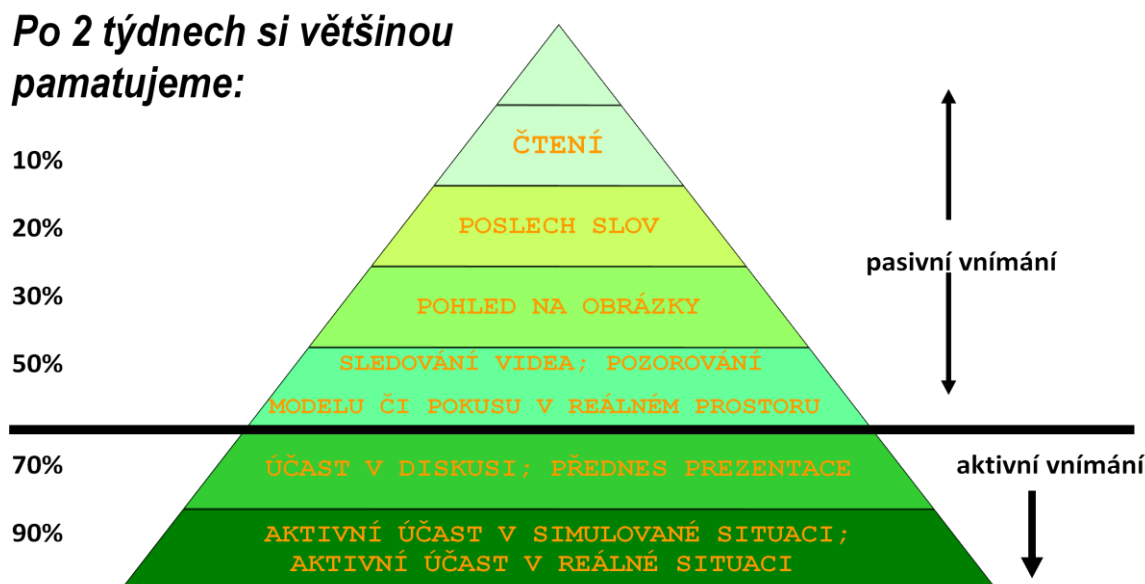 Po 2 týdnech si většinou
pamatujeme:
10%
ČTENÍ
20%
POSLECH SLOV
pasivní vnímání
30%
POHLED NA OBRÁZKY
50%
SLEDOVÁNÍ VIDEA; POZOROVÁNÍ
MODELU ČI POKUSU V REÁLNÉM PROSTORU
70%
ÚČAST V DISKUSI; PŘEDNES PREZENTACE
aktivní vnímání
90%
AKTIVNÍ ÚČAST V SIMULOVANÉ SITUACI;
AKTIVNÍ ÚČAST V REÁLNÉ SITUACI